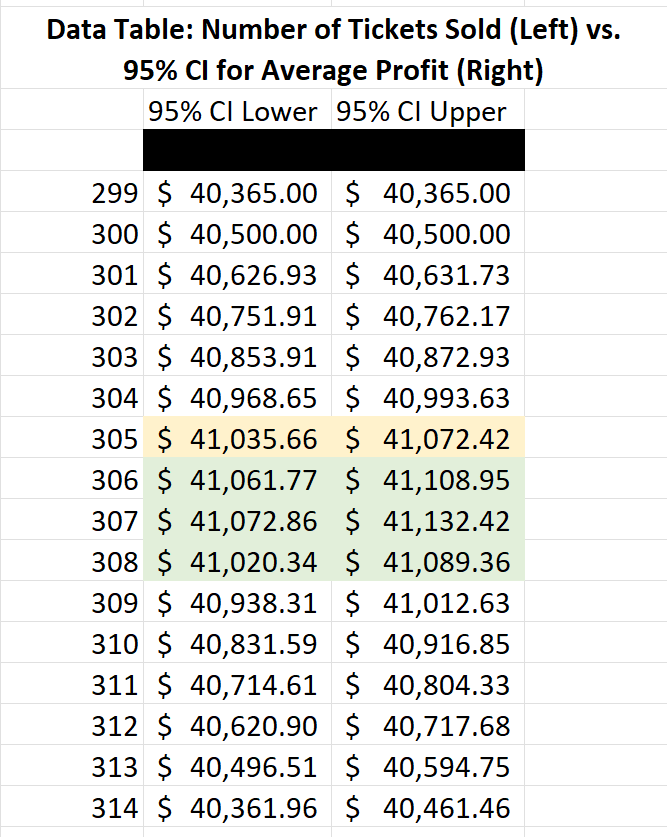 Data Table: Number of Tickets Sold (Left) vs.
95% CI for Average Profit (Right)
95% CI Lower 95% CI Upper
299 $ 40,365.00 $ 40,365.00
300 $ 40,500.00 $ 40,500.00
301 $ 40,626.93 $ 40,631.73
302 $ 40,751.91 $ 40,762.17
303 $ 40,853.91 $ 40,872.93
304 $ 40,968.65 $ 40,993.63
305 $ 41,035.66 $ 41,072.42
306 $ 41,061.77 $ 41,108.95
307 $ 41,072.86 $ 41,132.42
308 $ 41,020.34 $ 41,089.36
309 $ 40,938.31 $ 41,012.63
310 $ 40,831.59 $ 40,916.85
311 $ 40,714.61 $ 40,804.33
312 $ 40,620.90 $ 40,717.68
313 $ 40,496.51 $ 40,594.75
314 $ 40,361.96 $ 40,461.46